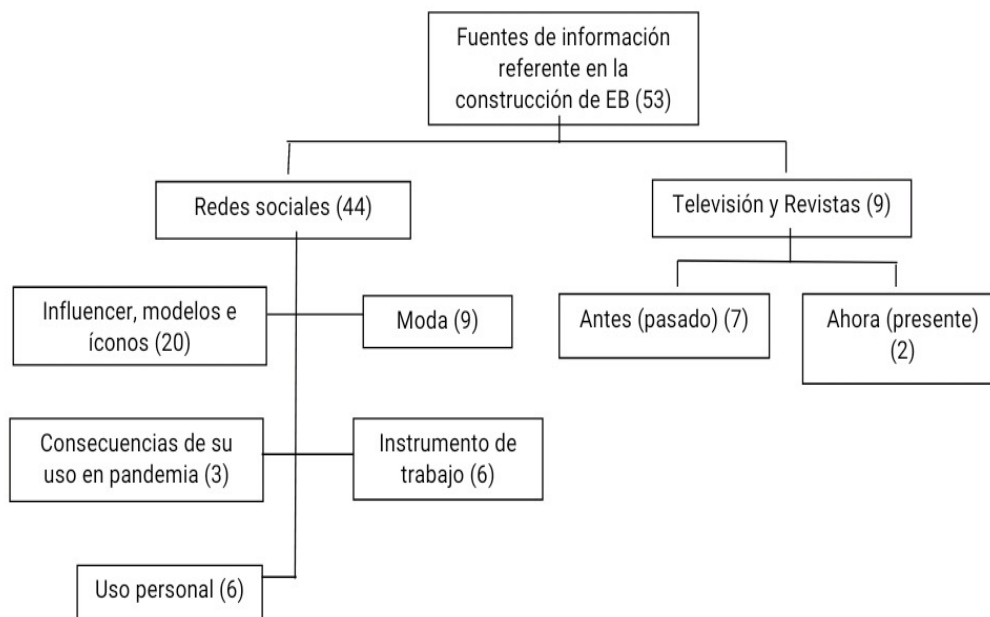 Fuentes de información
referente en la
construcción de EB (53)
Redes sociales (44)
Televisión y Revistas (9)
Influencer, modelos e
íconos (20)
Moda (9)
Antes (pasado) (7)
Ahora (presente)
(2)
Consecuencias de su
uso en pandemia (3)
Instrumento de
trabajo (6)
Uso personal (6)